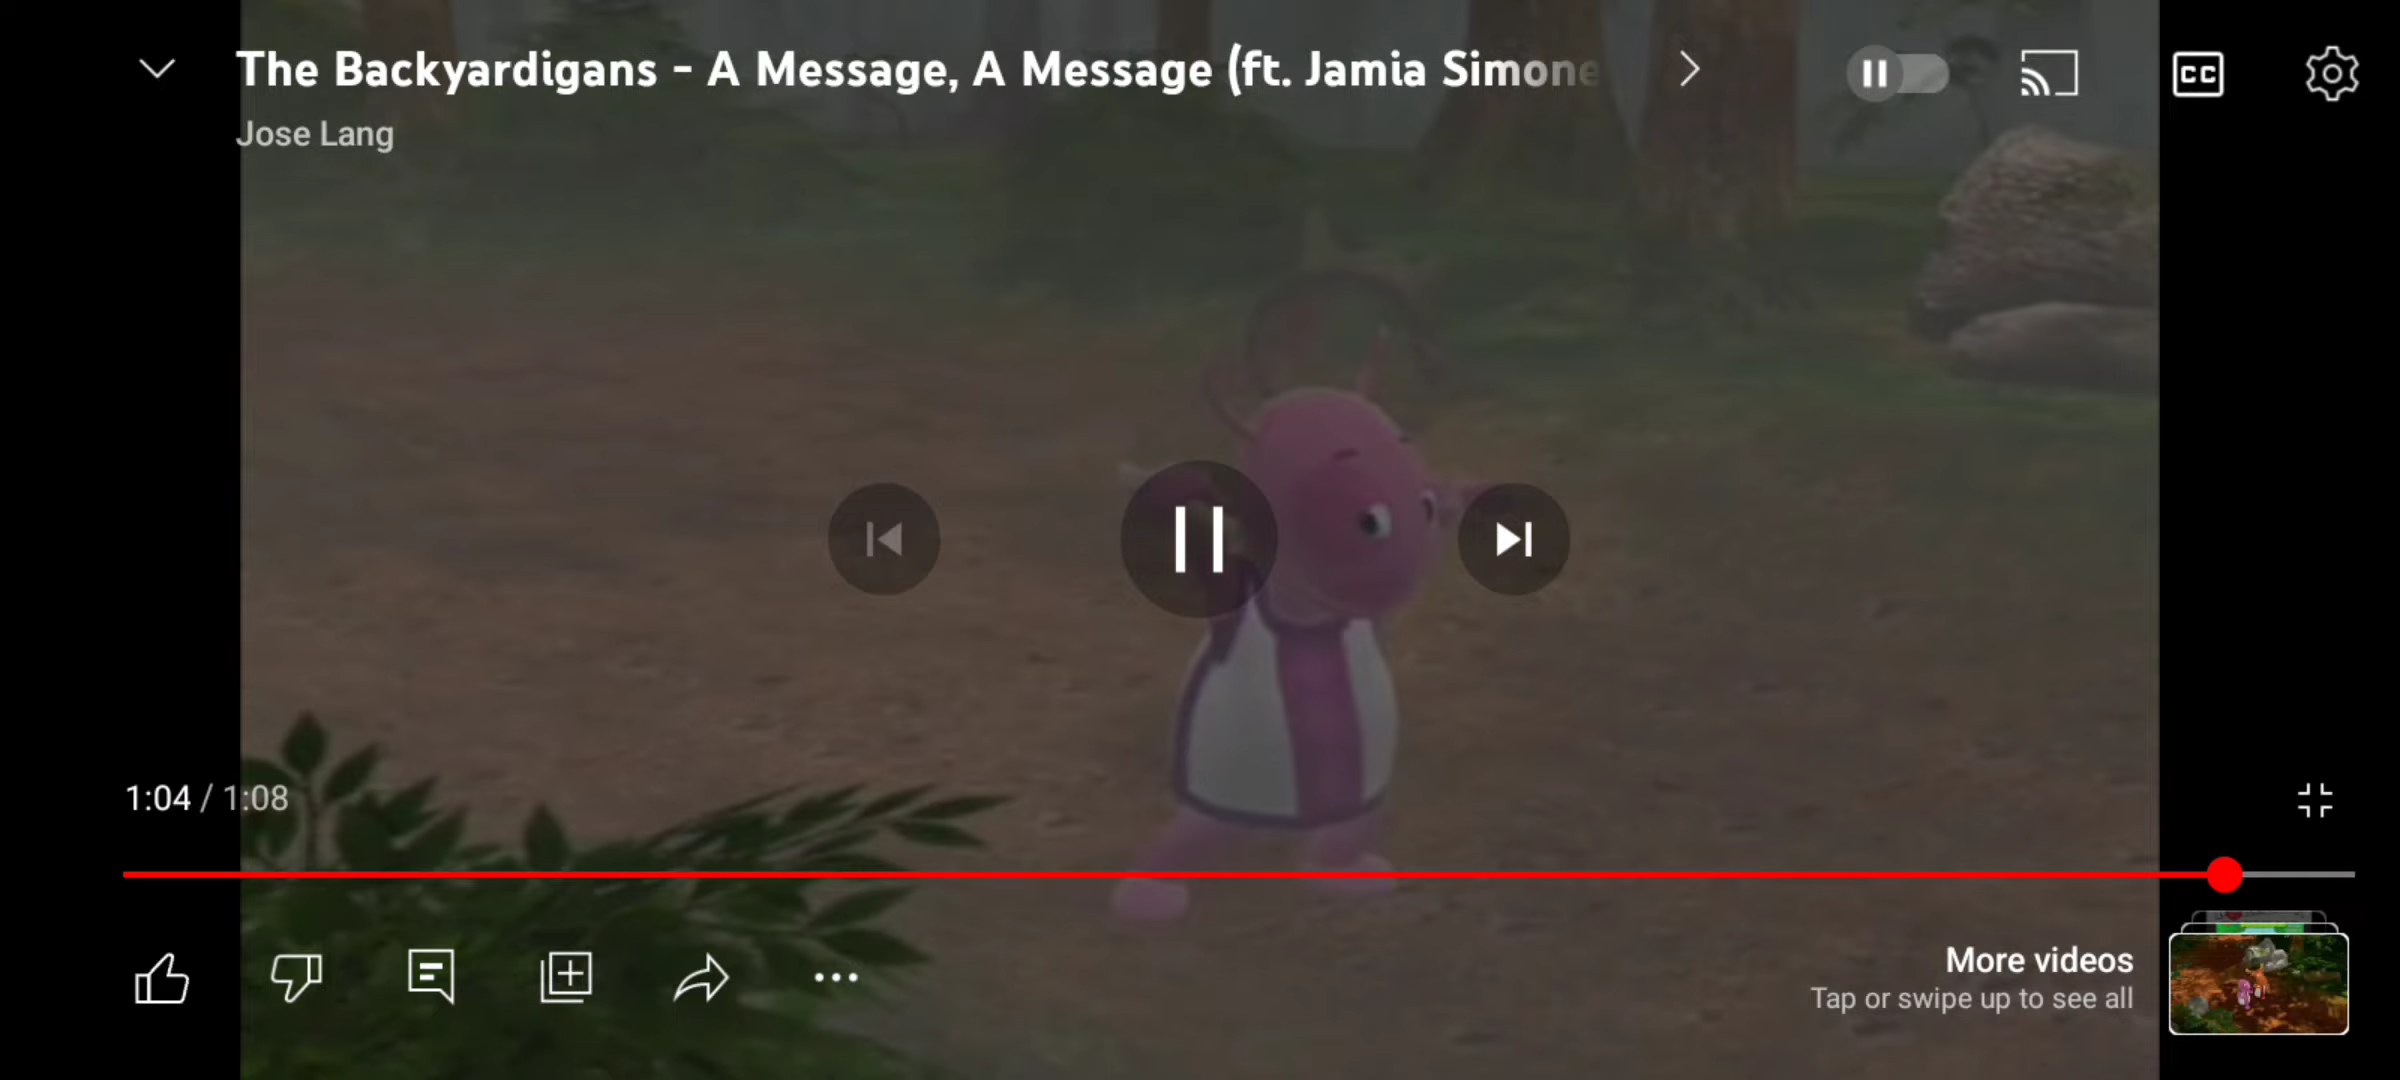 The Backyardigans - A Message, A Message (ft. Jamia Simone
Jose Lang
CC
1:04 / 1:08
More videos
Tap or swipe up to see all